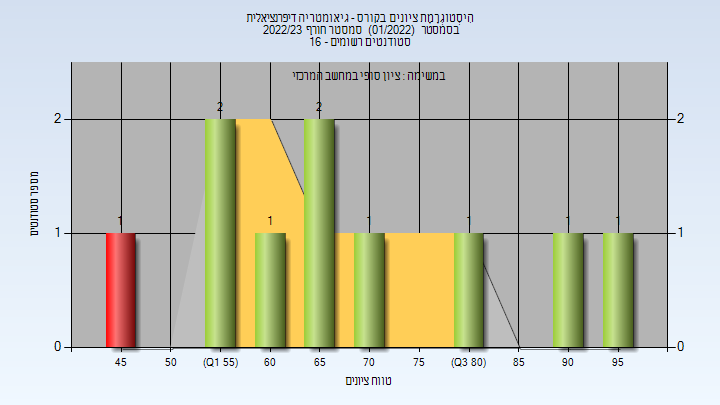 היסטוגרמת ציונים בקורס - גיאומטריה דיפרנציאלית
בסמסטר (01/2022) סמסטר חורף 2022/23
סטודנטים רשומים - 16
במשימה : ציון סופי במחשב המרכזי
2 2
2 2
1 1 1 1 1 1
1 1
0 0
מספר סטודנטים
45 50 (Q1 55) 60 65 70 75 (Q3 80) 85 90 95
טווח ציונים